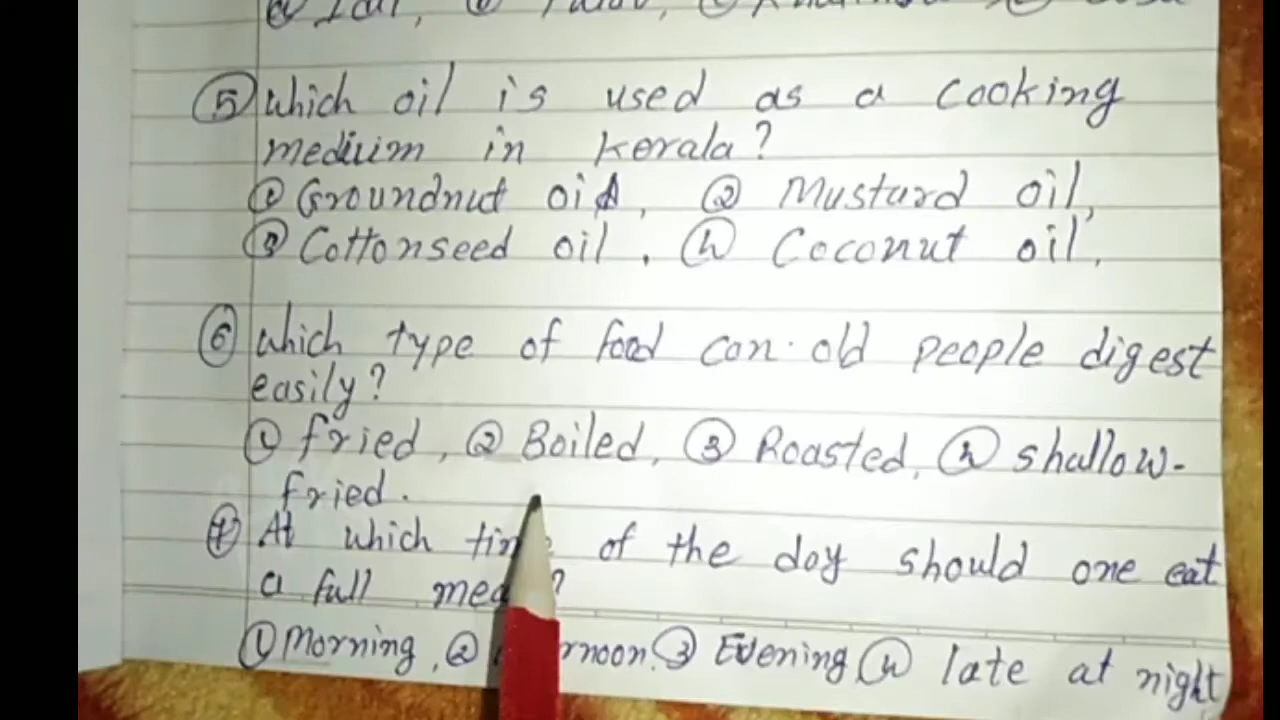 ⑤ Which oil is used as a cooking
medium in Kerala?
① Groundnut oil, ② Mustard oil,
③ Cottonseed oil. ④ Coconut oil.
⑥ Which type of food can old people digest
easily?
① fried, ② Boiled, ③ Roasted, ④ shallow-
fried.
⑦ At which of the day should one eat
a full
① Morning, ② ③ Evening, ④ late at night